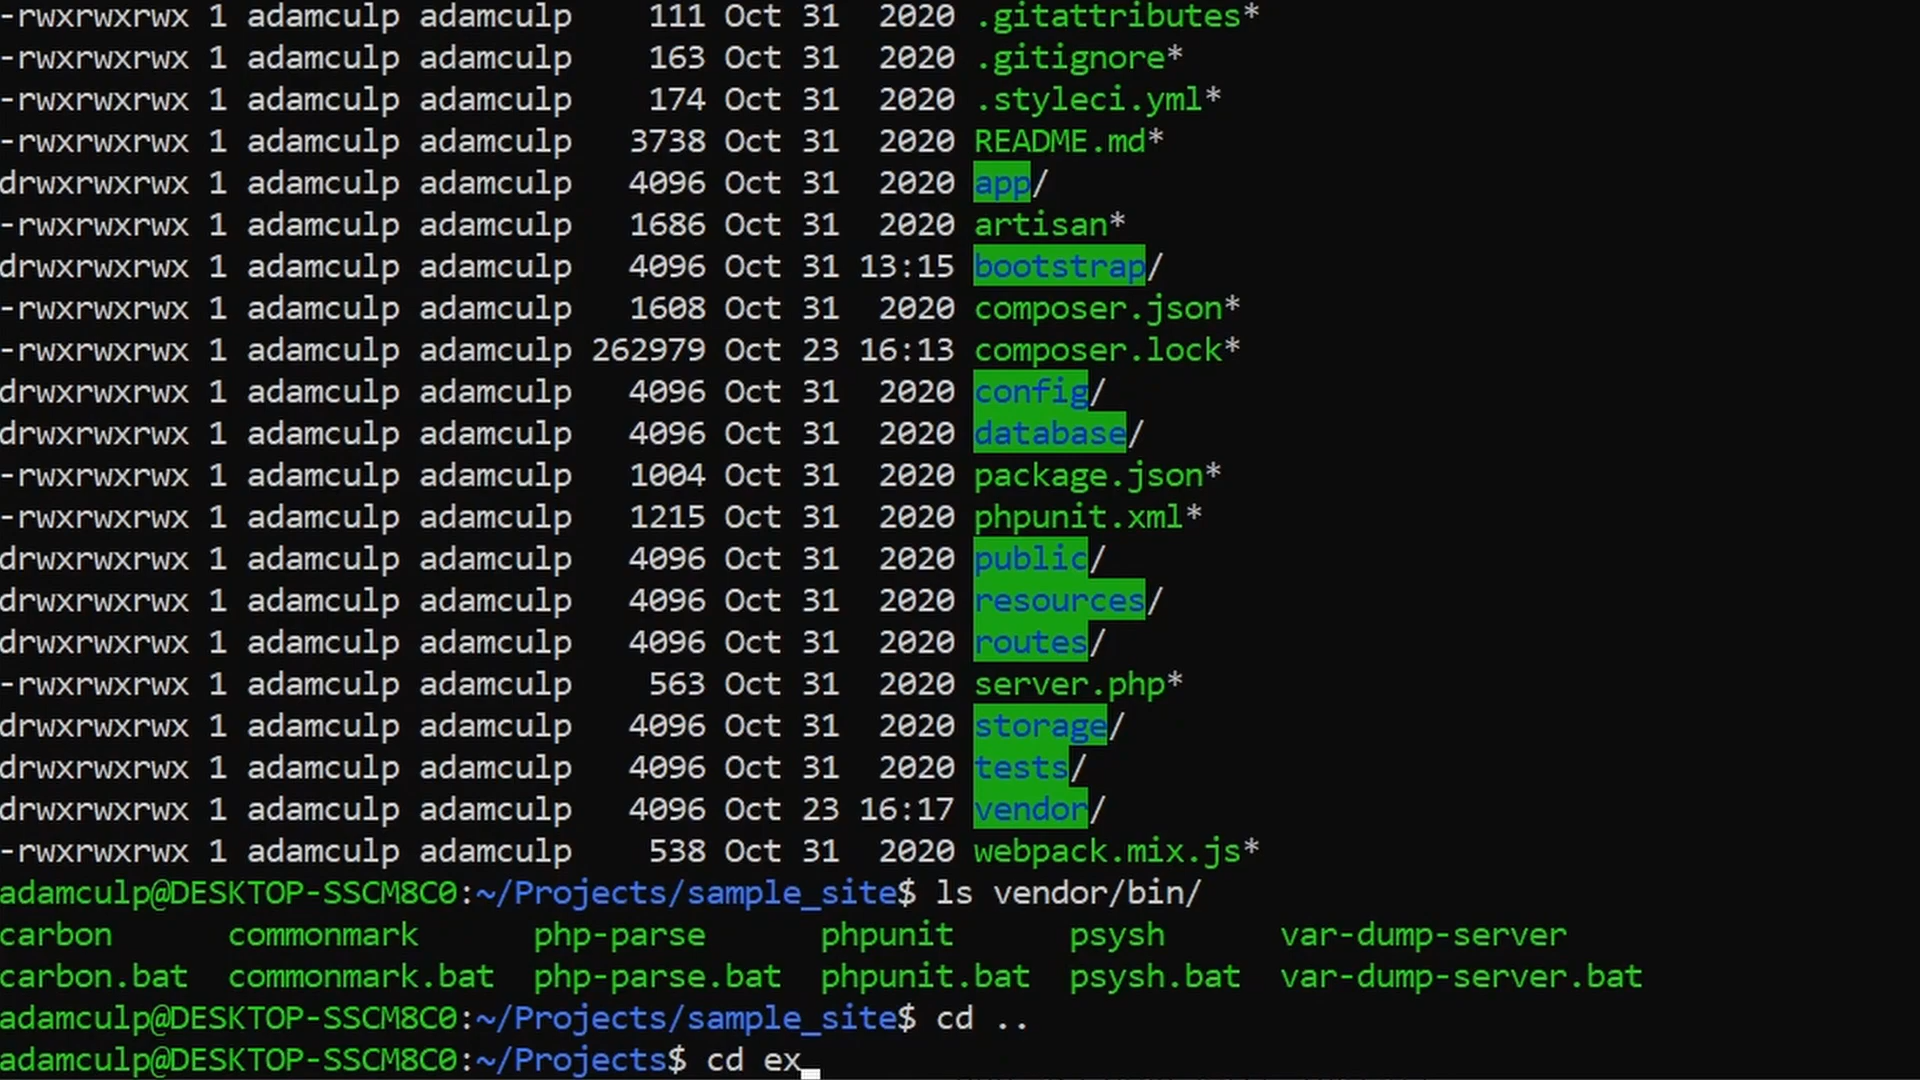 -rwxrwxrwx 1 adamculp adamculp    111 Oct 31  2020 .gitattributes*
-rwxrwxrwx 1 adamculp adamculp    163 Oct 31  2020 .gitignore*
-rwxrwxrwx 1 adamculp adamculp    174 Oct 31  2020 .styleci.yml*
-rwxrwxrwx 1 adamculp adamculp   3738 Oct 31  2020 README.md*
drwxrwxrwx 1 adamculp adamculp   4096 Oct 31  2020 app/
-rwxrwxrwx 1 adamculp adamculp   1686 Oct 31  2020 artisan*
drwxrwxrwx 1 adamculp adamculp   4096 Oct 31 13:15 bootstrap/
-rwxrwxrwx 1 adamculp adamculp   1608 Oct 31  2020 composer.json*
-rwxrwxrwx 1 adamculp adamculp 262979 Oct 23 16:13 composer.lock*
drwxrwxrwx 1 adamculp adamculp   4096 Oct 31  2020 config/
drwxrwxrwx 1 adamculp adamculp   4096 Oct 31  2020 database/
-rwxrwxrwx 1 adamculp adamculp   1004 Oct 31  2020 package.json*
-rwxrwxrwx 1 adamculp adamculp   1215 Oct 31  2020 phpunit.xml*
drwxrwxrwx 1 adamculp adamculp   4096 Oct 31  2020 public/
drwxrwxrwx 1 adamculp adamculp   4096 Oct 31  2020 resources/
drwxrwxrwx 1 adamculp adamculp   4096 Oct 31  2020 routes/
-rwxrwxrwx 1 adamculp adamculp    563 Oct 31  2020 server.php*
drwxrwxrwx 1 adamculp adamculp   4096 Oct 31  2020 storage/
drwxrwxrwx 1 adamculp adamculp   4096 Oct 31  2020 tests/
drwxrwxrwx 1 adamculp adamculp   4096 Oct 23 16:17 vendor/
-rwxrwxrwx 1 adamculp adamculp    538 Oct 31  2020 webpack.mix.js*
adamculp@DESKTOP-SSCM8C0:~/Projects/sample_site$ ls vendor/bin/
carbon      commonmark      php-parse      phpunit      psysh      var-dump-server
carbon.bat  commonmark.bat  php-parse.bat  phpunit.bat  psysh.bat  var-dump-server.bat
adamculp@DESKTOP-SSCM8C0:~/Projects/sample_site$ cd ..
adamculp@DESKTOP-SSCM8C0:~/Projects$ cd ex